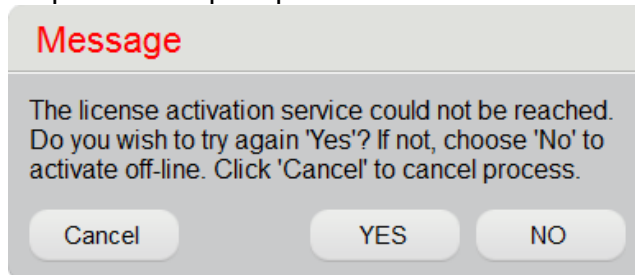 Message
The license activation service could not be reached.
Do you wish to try again 'Yes'? If not, choose 'No' to
activate off-line. Click 'Cancel' to cancel process.
Cancel YES NO